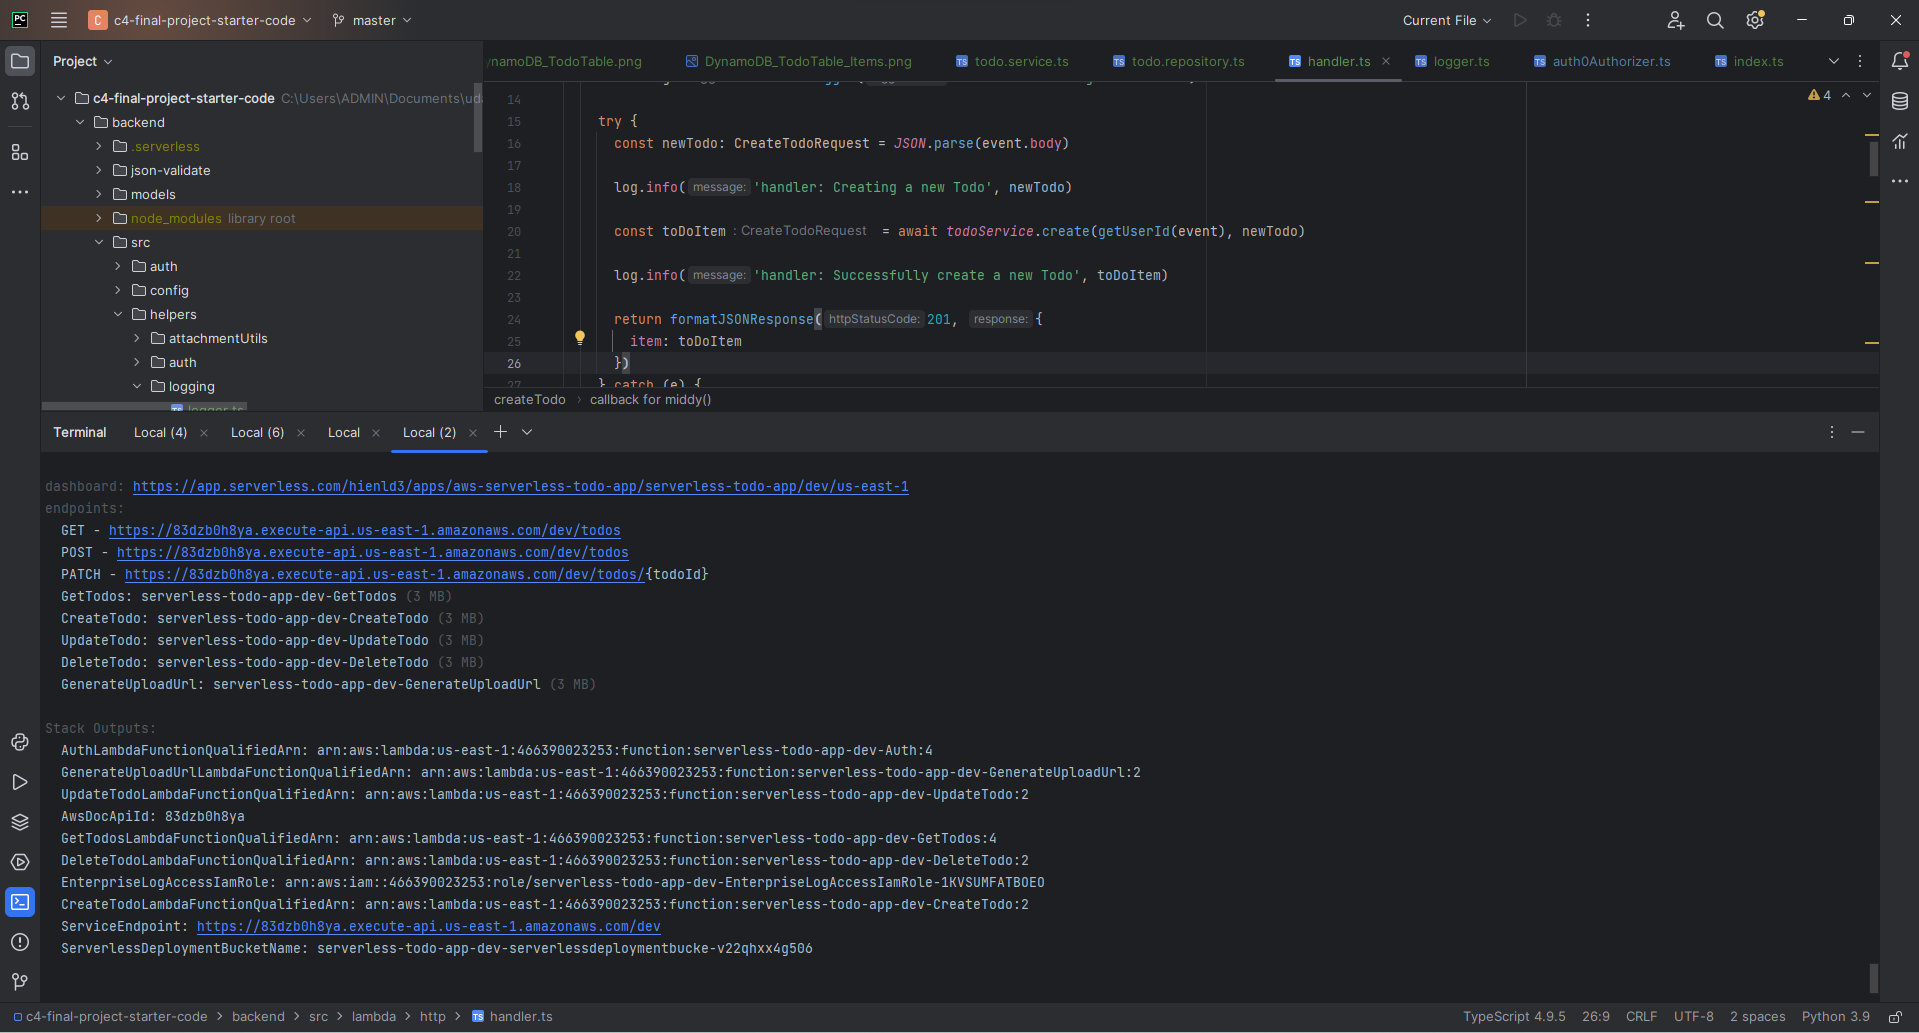 PC C c4-final-project-starter-code master Current File
Project
c4-final-project-starter-code C:\Users\ADMIN\Documents\ud
backend
.serverless
json-validate
models
node_modules library root
src
auth
config
helpers
attachmentUtils
auth
logging
logger.ts
ynamoDB_TodoTable.png DynamoDB_TodoTable_Items.png todo.service.ts todo.repository.ts handler.ts logger.ts auth0Authorizer.ts index.ts
4
14
15 try {
16 const newTodo: CreateTodoRequest = JSON.parse(event.body)
17
18 log.info( message: 'handler: Creating a new Todo', newTodo)
19
20 const toDoItem : CreateTodoRequest = await todoService.create(getUserId(event), newTodo)
21
22 log.info( message: 'handler: Successfully create a new Todo', toDoItem)
23
24 return formatJSONResponse( httpStatusCode: 201, response: {
25 item: toDoItem
26 })
27 } catch (e) {
createTodo › callback for middy()
Terminal Local (4) Local (6) Local Local (2)
dashboard: https://app.serverless.com/hienld3/apps/aws-serverless-todo-app/serverless-todo-app/dev/us-east-1
endpoints:
GET - https://83dzb0h8ya.execute-api.us-east-1.amazonaws.com/dev/todos
POST - https://83dzb0h8ya.execute-api.us-east-1.amazonaws.com/dev/todos
PATCH - https://83dzb0h8ya.execute-api.us-east-1.amazonaws.com/dev/todos/{todoId}
GetTodos: serverless-todo-app-dev-GetTodos (3 MB)
CreateTodo: serverless-todo-app-dev-CreateTodo (3 MB)
UpdateTodo: serverless-todo-app-dev-UpdateTodo (3 MB)
DeleteTodo: serverless-todo-app-dev-DeleteTodo (3 MB)
GenerateUploadUrl: serverless-todo-app-dev-GenerateUploadUrl (3 MB)
Stack Outputs:
AuthLambdaFunctionQualifiedArn: arn:aws:lambda:us-east-1:466390023253:function:serverless-todo-app-dev-Auth:4
GenerateUploadUrlLambdaFunctionQualifiedArn: arn:aws:lambda:us-east-1:466390023253:function:serverless-todo-app-dev-GenerateUploadUrl:2
UpdateTodoLambdaFunctionQualifiedArn: arn:aws:lambda:us-east-1:466390023253:function:serverless-todo-app-dev-UpdateTodo:2
AwsDocApiId: 83dzb0h8ya
GetTodosLambdaFunctionQualifiedArn: arn:aws:lambda:us-east-1:466390023253:function:serverless-todo-app-dev-GetTodos:4
DeleteTodoLambdaFunctionQualifiedArn: arn:aws:lambda:us-east-1:466390023253:function:serverless-todo-app-dev-DeleteTodo:2
EnterpriseLogAccessIamRole: arn:aws:iam::466390023253:role/serverless-todo-app-dev-EnterpriseLogAccessIamRole-1KVSUMFATBOEO
CreateTodoLambdaFunctionQualifiedArn: arn:aws:lambda:us-east-1:466390023253:function:serverless-todo-app-dev-CreateTodo:2
ServiceEndpoint: https://83dzb0h8ya.execute-api.us-east-1.amazonaws.com/dev
ServerlessDeploymentBucketName: serverless-todo-app-dev-serverlessdeploymentbucke-v22qhxx4g506
c4-final-project-starter-code › backend › src › lambda › http › handler.ts TypeScript 4.9.5 26:9 CRLF UTF-8 2 spaces Python 3.9